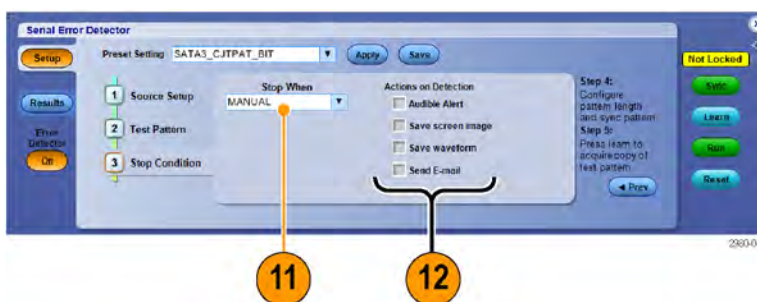 Serial Error Detector
Setup
Preset Setting SATA3_CJTPAT_BIT Apply Save
Not Locked
Results
1 Source Setup
2 Test Pattern
3 Stop Condition
Error
Detector
On
Stop When
MANUAL
Actions on Detection
Audible Alert
Save screen image
Save waveform
Send E-mail
Step 4:
Configure
pattern length
and sync pattern.
Step 5:
Press learn to
acquire copy of
test pattern.
Prev
Sync
Learn
Run
Reset
11
12